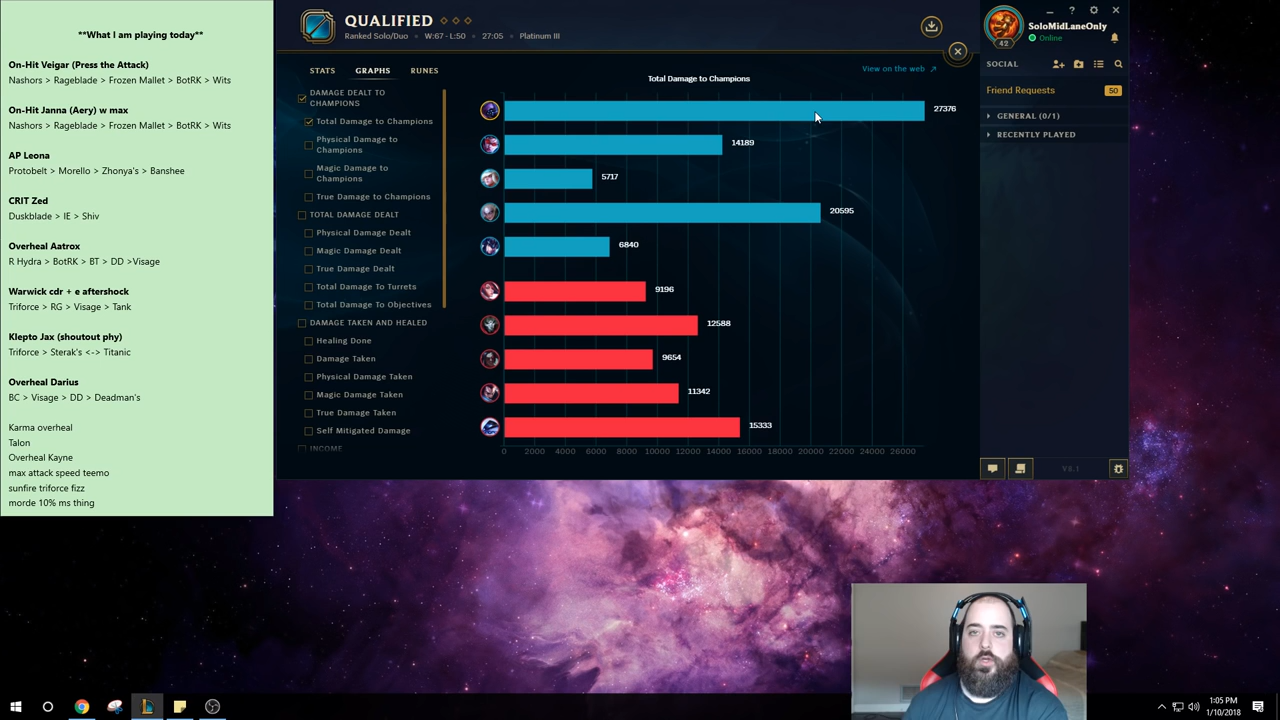 **What I am playing today**
On-Hit Veigar (Press the Attack)
Nashors > Rageblade > Frozen Mallet > BotRK > Wits
On-Hit Janna (Aery) w max
Nashors > Rageblade > Frozen Mallet > BotRK > Wits
AP Leona
Protobelt > Morello > Zhonya's > Banshee
CRIT Zed
Duskblade > IE > Shiv
Overheal Aatrox
R Hydra > BotRK > BT > DD >Visage
Warwick cdr + e aftershock
Triforce > RG > Visage > Tank
Klepto Jax (shoutout phy)
Triforce > Sterak's <-> Titanic
Overheal Darius
BC > Visage > DD > Deadman's
Karma overheal
Talon
Overheal Kayne
max attack speed teemo
sunfire triforce fizz
morde 10% ms thing
QUALIFIED
Ranked Solo/Duo W:67 - L:50 27:05 Platinum III
STATS GRAPHS RUNES
View on the web
DAMAGE DEALT TO
CHAMPIONS
Total Damage to Champions
Physical Damage to
Champions
Magic Damage to
Champions
True Damage to Champions
TOTAL DAMAGE DEALT
Physical Damage Dealt
Magic Damage Dealt
True Damage Dealt
Total Damage To Turrets
Total Damage To Objectives
DAMAGE TAKEN AND HEALED
Healing Done
Damage Taken
Physical Damage Taken
Magic Damage Taken
True Damage Taken
Self Mitigated Damage
INCOME
Total Damage to Champions
27376
14189
5717
20595
6840
9196
12588
9654
11342
15333
0 2000 4000 6000 8000 10000 12000 14000 16000 18000 20000 22000 24000 26000
SoloMidLaneOnly
42 Online
SOCIAL
Friend Requests 50
GENERAL (0/1)
RECENTLY PLAYED
V8.1
1:05 PM
1/10/2018